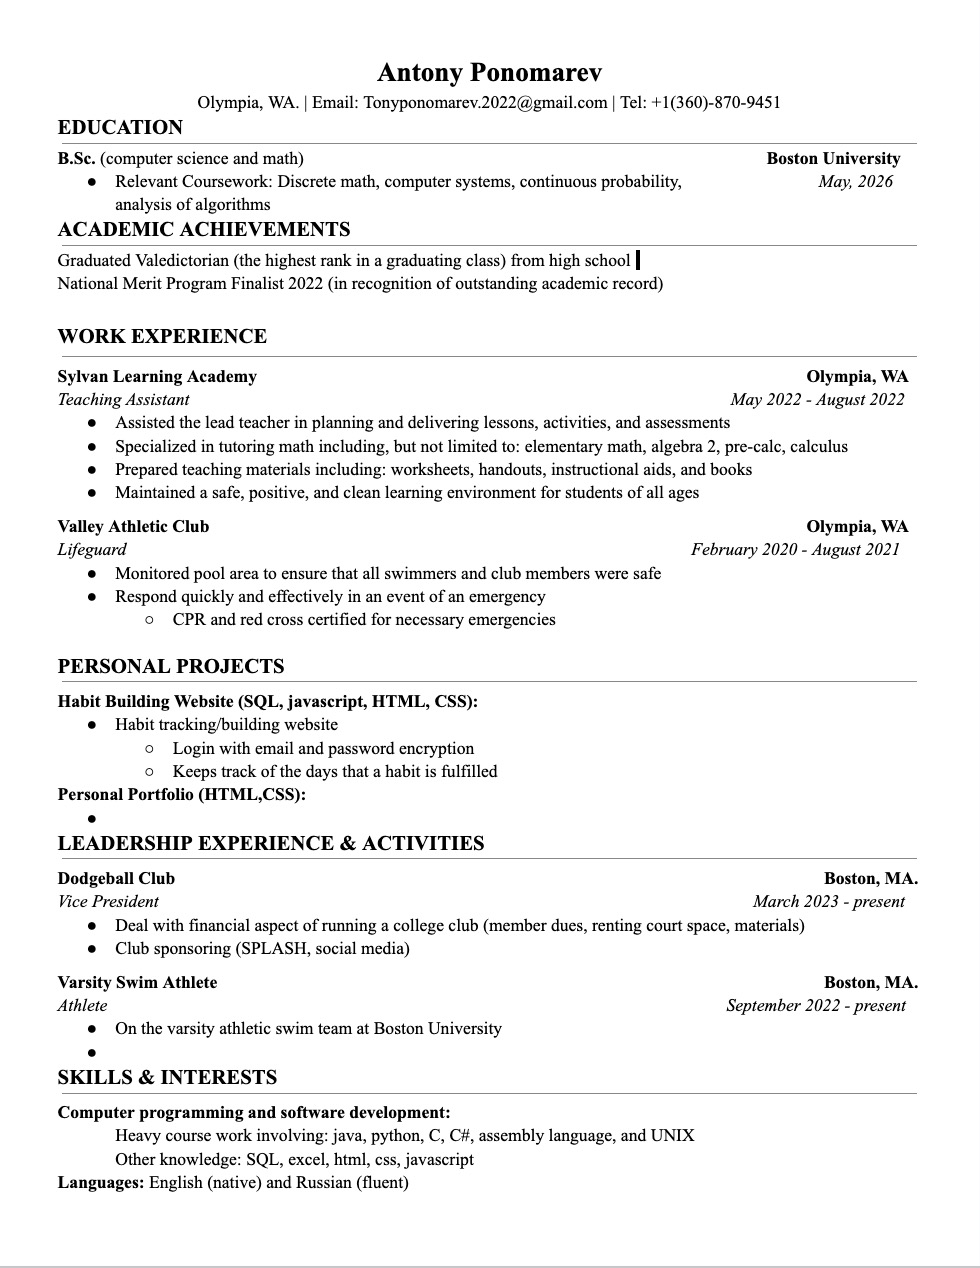 Antony Ponomarev
Olympia, WA. | Email: Tonyponomarev.2022@gmail.com | Tel: +1(360)-870-9451
EDUCATION
B.Sc. (computer science and math) Boston University
● Relevant Coursework: Discrete math, computer systems, continuous probability, May, 2026
analysis of algorithms
ACADEMIC ACHIEVEMENTS
Graduated Valedictorian (the highest rank in a graduating class) from high school
National Merit Program Finalist 2022 (in recognition of outstanding academic record)
WORK EXPERIENCE
Sylvan Learning Academy Olympia, WA
Teaching Assistant May 2022 - August 2022
● Assisted the lead teacher in planning and delivering lessons, activities, and assessments
● Specialized in tutoring math including, but not limited to: elementary math, algebra 2, pre-calc, calculus
● Prepared teaching materials including: worksheets, handouts, instructional aids, and books
● Maintained a safe, positive, and clean learning environment for students of all ages
Valley Athletic Club Olympia, WA
Lifeguard February 2020 - August 2021
● Monitored pool area to ensure that all swimmers and club members were safe
● Respond quickly and effectively in an event of an emergency
○ CPR and red cross certified for necessary emergencies
PERSONAL PROJECTS
Habit Building Website (SQL, javascript, HTML, CSS):
● Habit tracking/building website
○ Login with email and password encryption
○ Keeps track of the days that a habit is fulfilled
Personal Portfolio (HTML,CSS):
●
LEADERSHIP EXPERIENCE & ACTIVITIES
Dodgeball Club Boston, MA.
Vice President March 2023 - present
● Deal with financial aspect of running a college club (member dues, renting court space, materials)
● Club sponsoring (SPLASH, social media)
Varsity Swim Athlete Boston, MA.
Athlete September 2022 - present
● On the varsity athletic swim team at Boston University
●
SKILLS & INTERESTS
Computer programming and software development:
Heavy course work involving: java, python, C, C#, assembly language, and UNIX
Other knowledge: SQL, excel, html, css, javascript
Languages: English (native) and Russian (fluent)